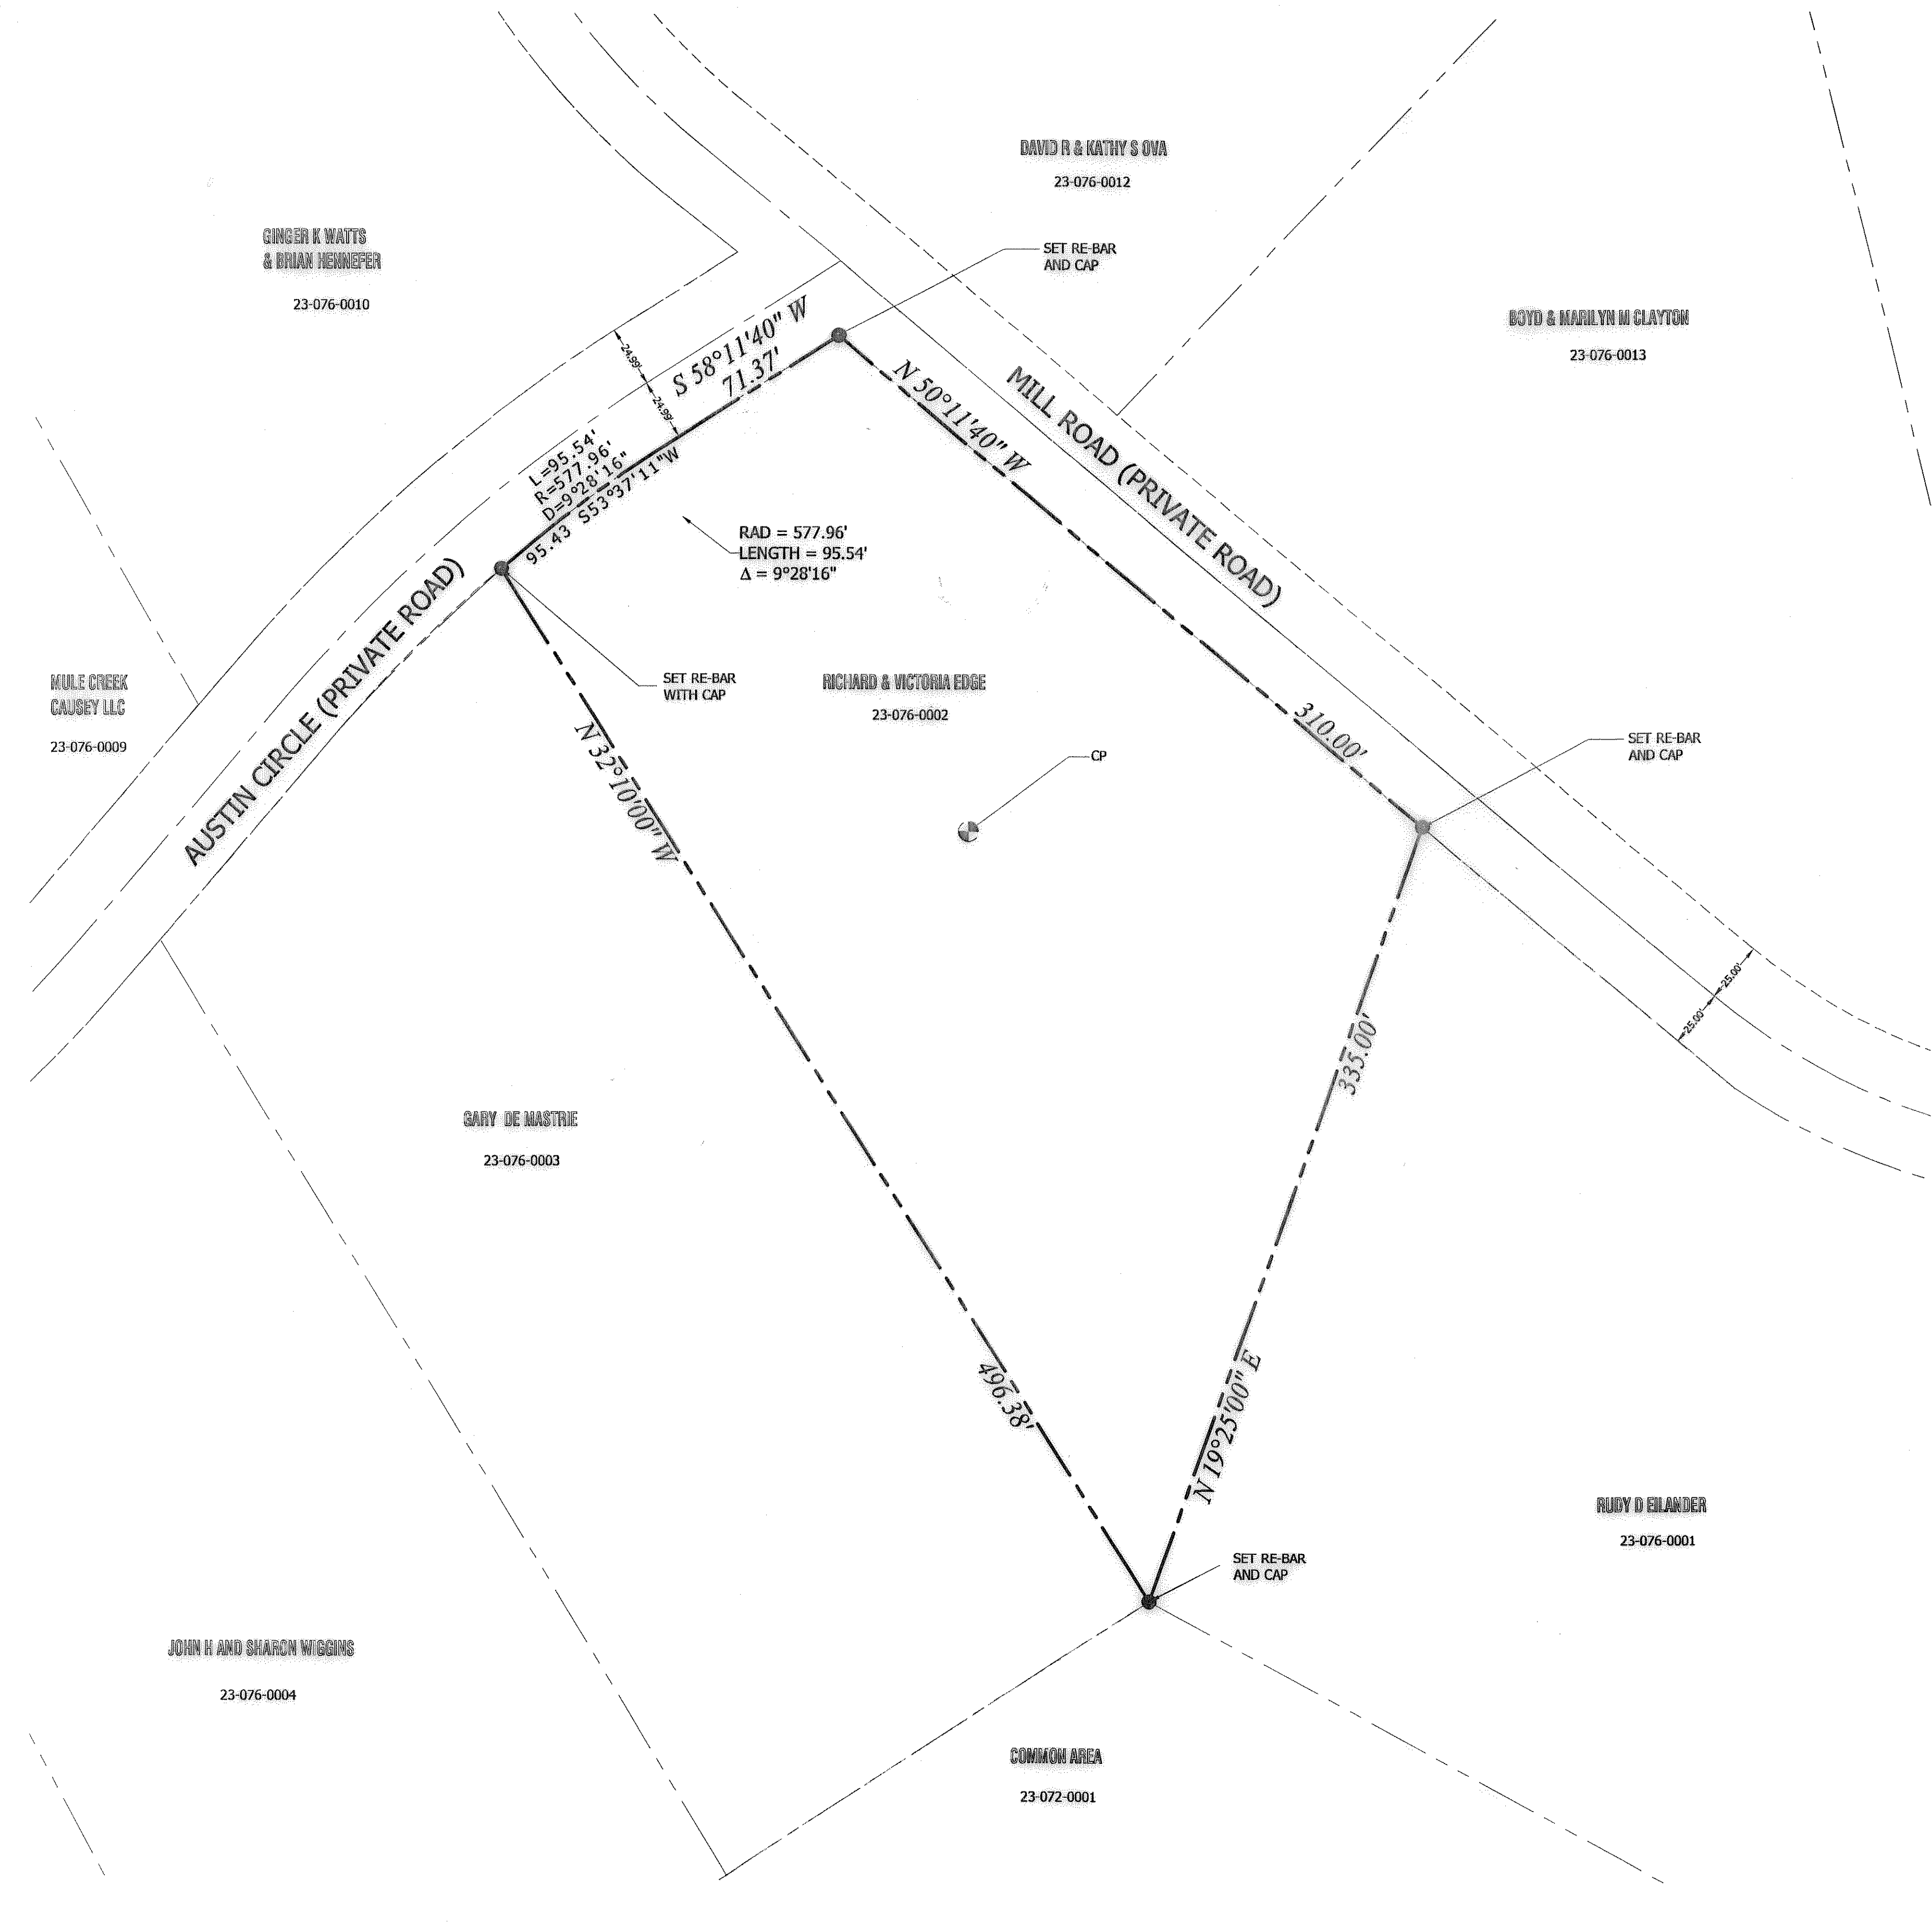 DAVID R & KATHY S OVA
23-076-0012
GINGER K WATTS
& BRIAN HENNEFER
23-076-0010
SET RE-BAR
AND CAP
BOYD & MARILYN M CLAYTON
23-076-0013
S 58°11'40" W
71.37'
24.99'
24.99'
N 50°11'40" W
MILL ROAD (PRIVATE ROAD)
L=95.54'
R=577.96'
D=9°28'16"
95.43 S53°37'11"W
RAD = 577.96'
LENGTH = 95.54'
Δ = 9°28'16"
AUSTIN CIRCLE (PRIVATE ROAD)
MULE CREEK
CAUSEY LLC
23-076-0009
SET RE-BAR
WITH CAP
RICHARD & VICTORIA EDGE
23-076-0002
310.00'
SET RE-BAR
AND CAP
CP
N 32°10'00" W
25.00'
25.00'
335.00'
GARY DE MASTRIE
23-076-0003
496.38'
N 19°25'00" E
RUDY D EILANDER
23-076-0001
SET RE-BAR
AND CAP
JOHN H AND SHARON WIGGINS
23-076-0004
COMMON AREA
23-072-0001